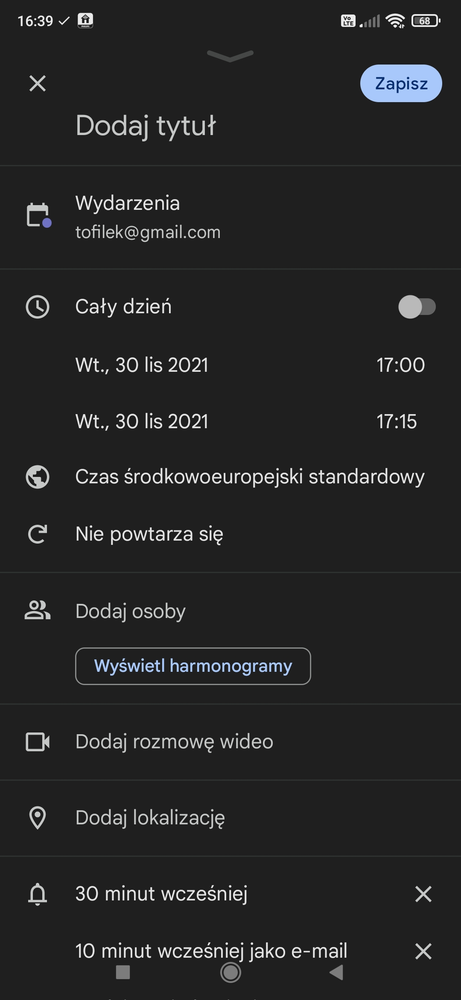 16:39
PHILIPS
Vo
LTE
68
Zapisz
Dodaj tytuł
Wydarzenia
tofilek@gmail.com
Cały dzień
Wt., 30 lis 2021 17:00
Wt., 30 lis 2021 17:15
Czas środkowoeuropejski standardowy
Nie powtarza się
Dodaj osoby
Wyświetl harmonogramy
Dodaj rozmowę wideo
Dodaj lokalizację
30 minut wcześniej
10 minut wcześniej jako e-mail